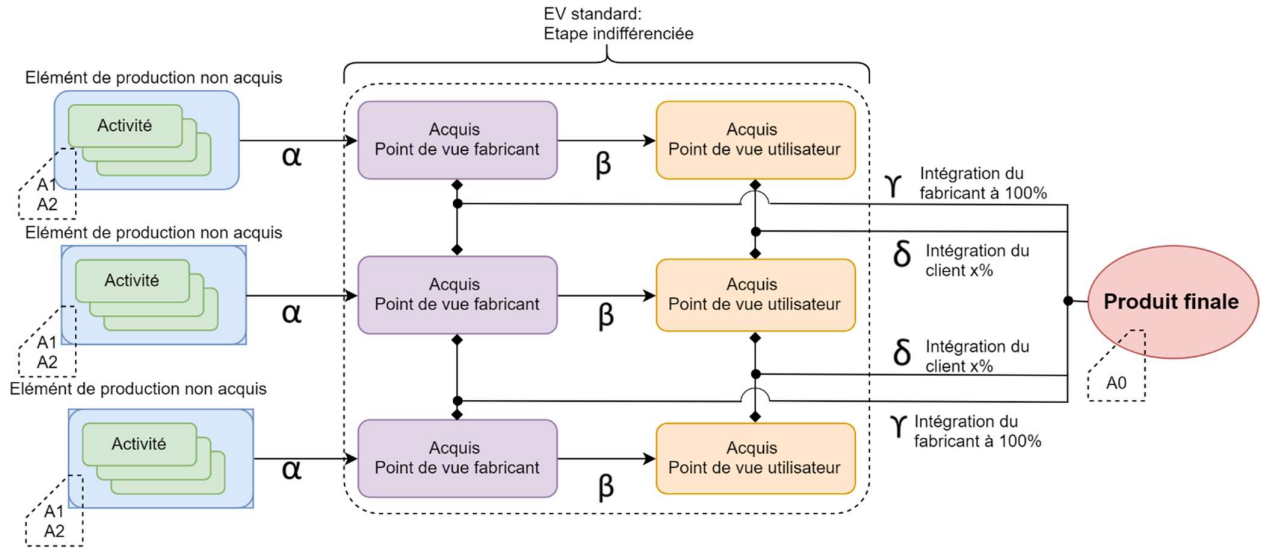 EV standard:
Etape indifférenciée
Elémént de production non acquis
Activité
A1
A2
α
Acquis
Point de vue fabricant
β
Acquis
Point de vue utilisateur
ϒ
Intégration du
fabricant à 100%
Elémént de production non acquis
Activité
A1
A2
α
Acquis
Point de vue fabricant
β
Acquis
Point de vue utilisateur
δ
Intégration du
client x%
Produit finale
A0
δ
Intégration du
client x%
Elémént de production non acquis
Activité
A1
A2
α
Acquis
Point de vue fabricant
β
Acquis
Point de vue utilisateur
ϒ
Intégration du
fabricant à 100%